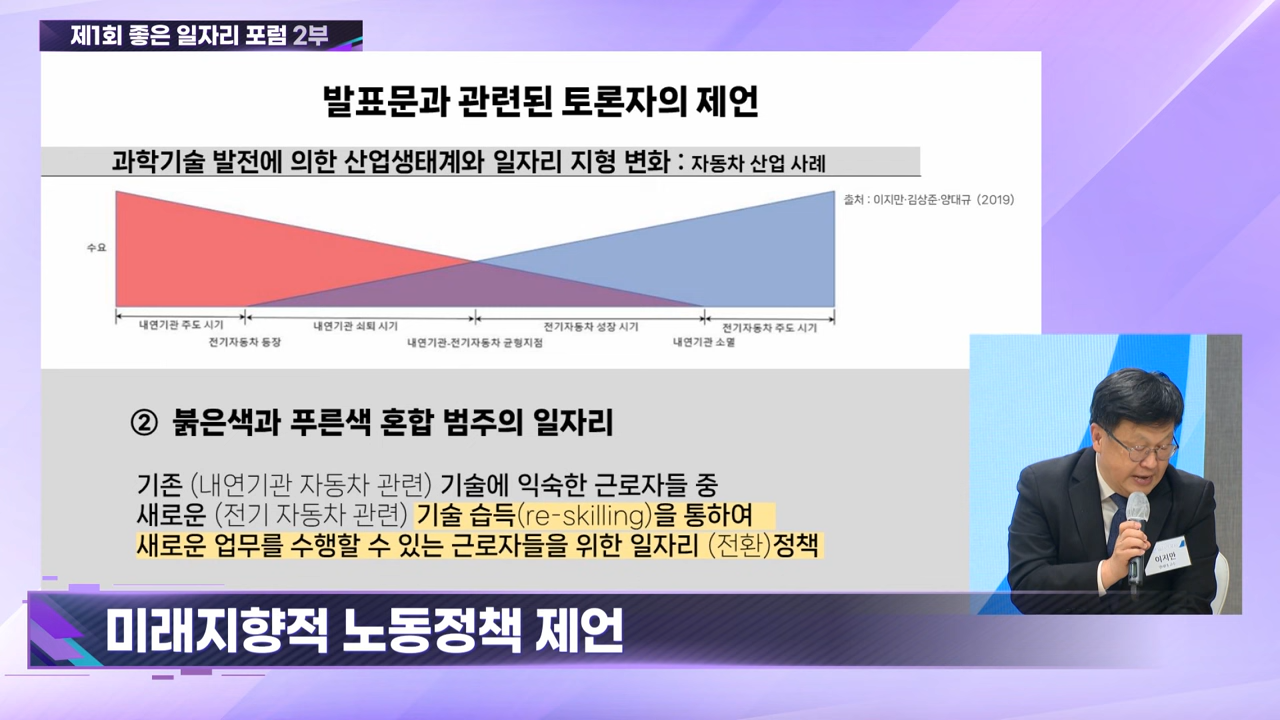 제1회 좋은 일자리 포럼 2부
발표문과 관련된 토론자의 제언
과학기술 발전에 의한 산업생태계와 일자리 지형 변화 : 자동차 산업 사례
출처 : 이지만·김상준·양대규 (2019)
수요
내연기관 주도 시기
내연기관 쇠퇴 시기
전기자동차 성장 시기
전기자동차 주도 시기
전기자동차 등장
내연기관-전기자동차 균형지점
내연기관 소멸
② 붉은색과 푸른색 혼합 범주의 일자리
기존 (내연기관 자동차 관련) 기술에 익숙한 근로자들 중
새로운 (전기 자동차 관련) 기술 습득(re-skilling)을 통하여
새로운 업무를 수행할 수 있는 근로자들을 위한 일자리 (전환)정책
이지만
미래지향적 노동정책 제언